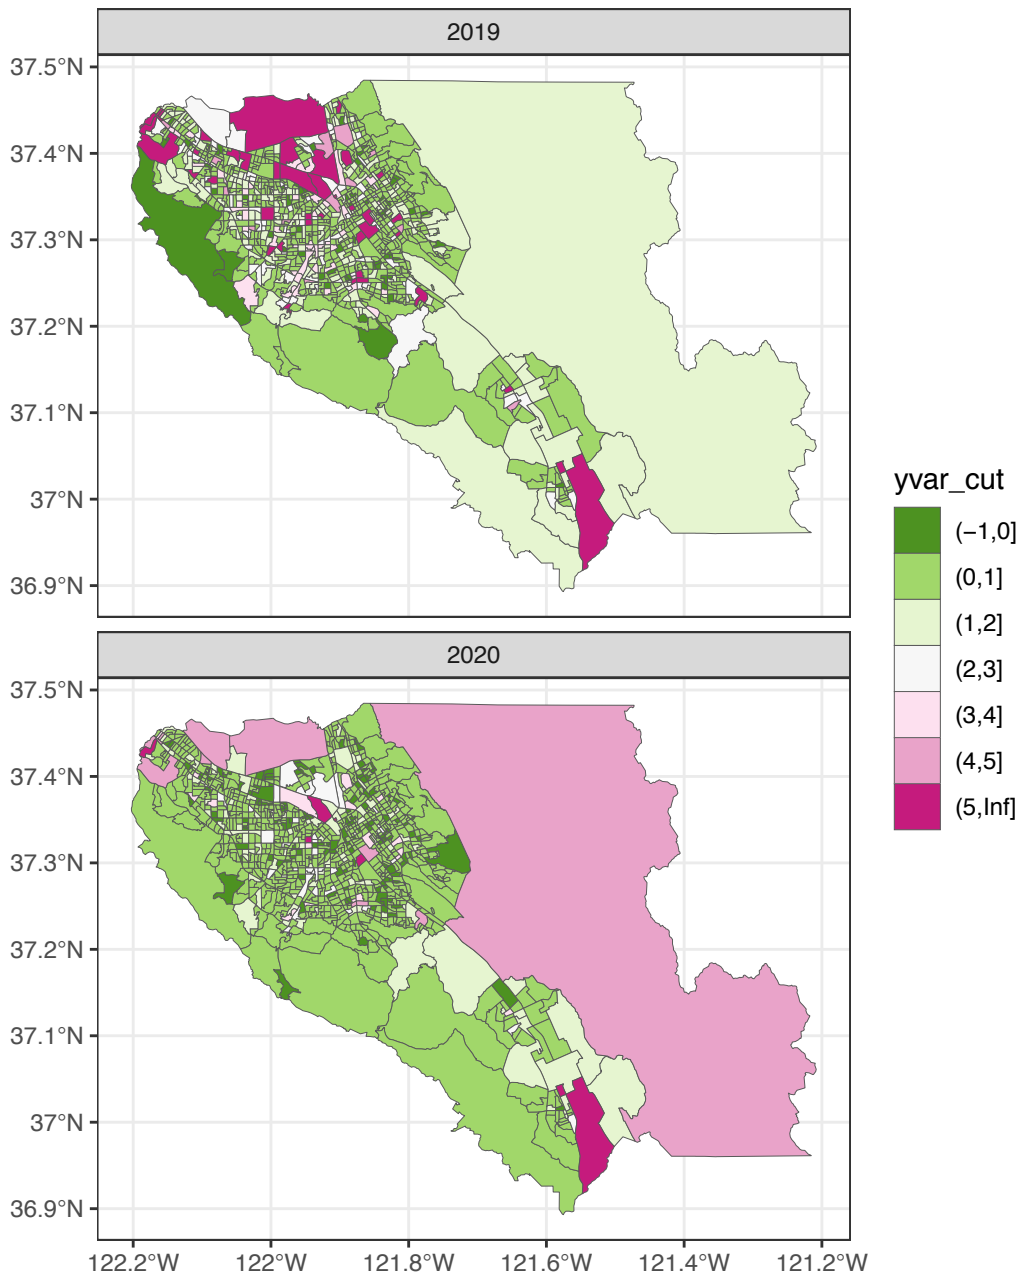 2019
37.5°N
37.4°N
37.3°N
37.2°N
37.1°N
37°N
36.9°N
2020
37.5°N
37.4°N
37.3°N
37.2°N
37.1°N
37°N
36.9°N
122.2°W 122°W 121.8°W 121.6°W 121.4°W 121.2°W
yvar_cut
(−1,0]
(0,1]
(1,2]
(2,3]
(3,4]
(4,5]
(5,Inf]